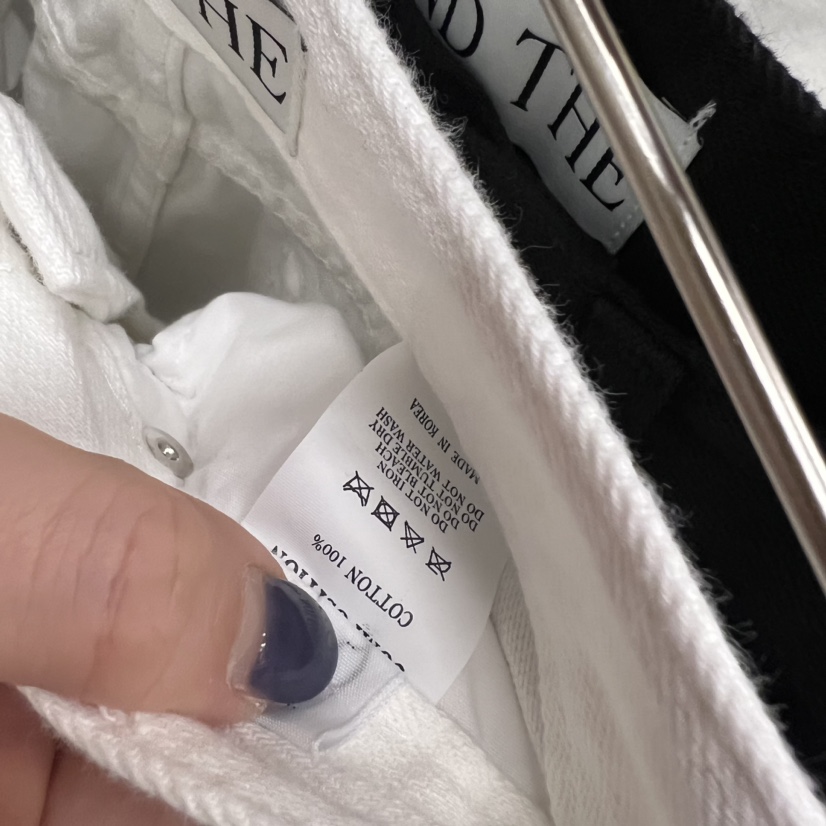 HE
ND THE
COTTON 100%
DO NOT IRON
DO NOT BLEACH
DO NOT TUMBLE DRY
DO NOT WATER WASH
MADE IN KOREA